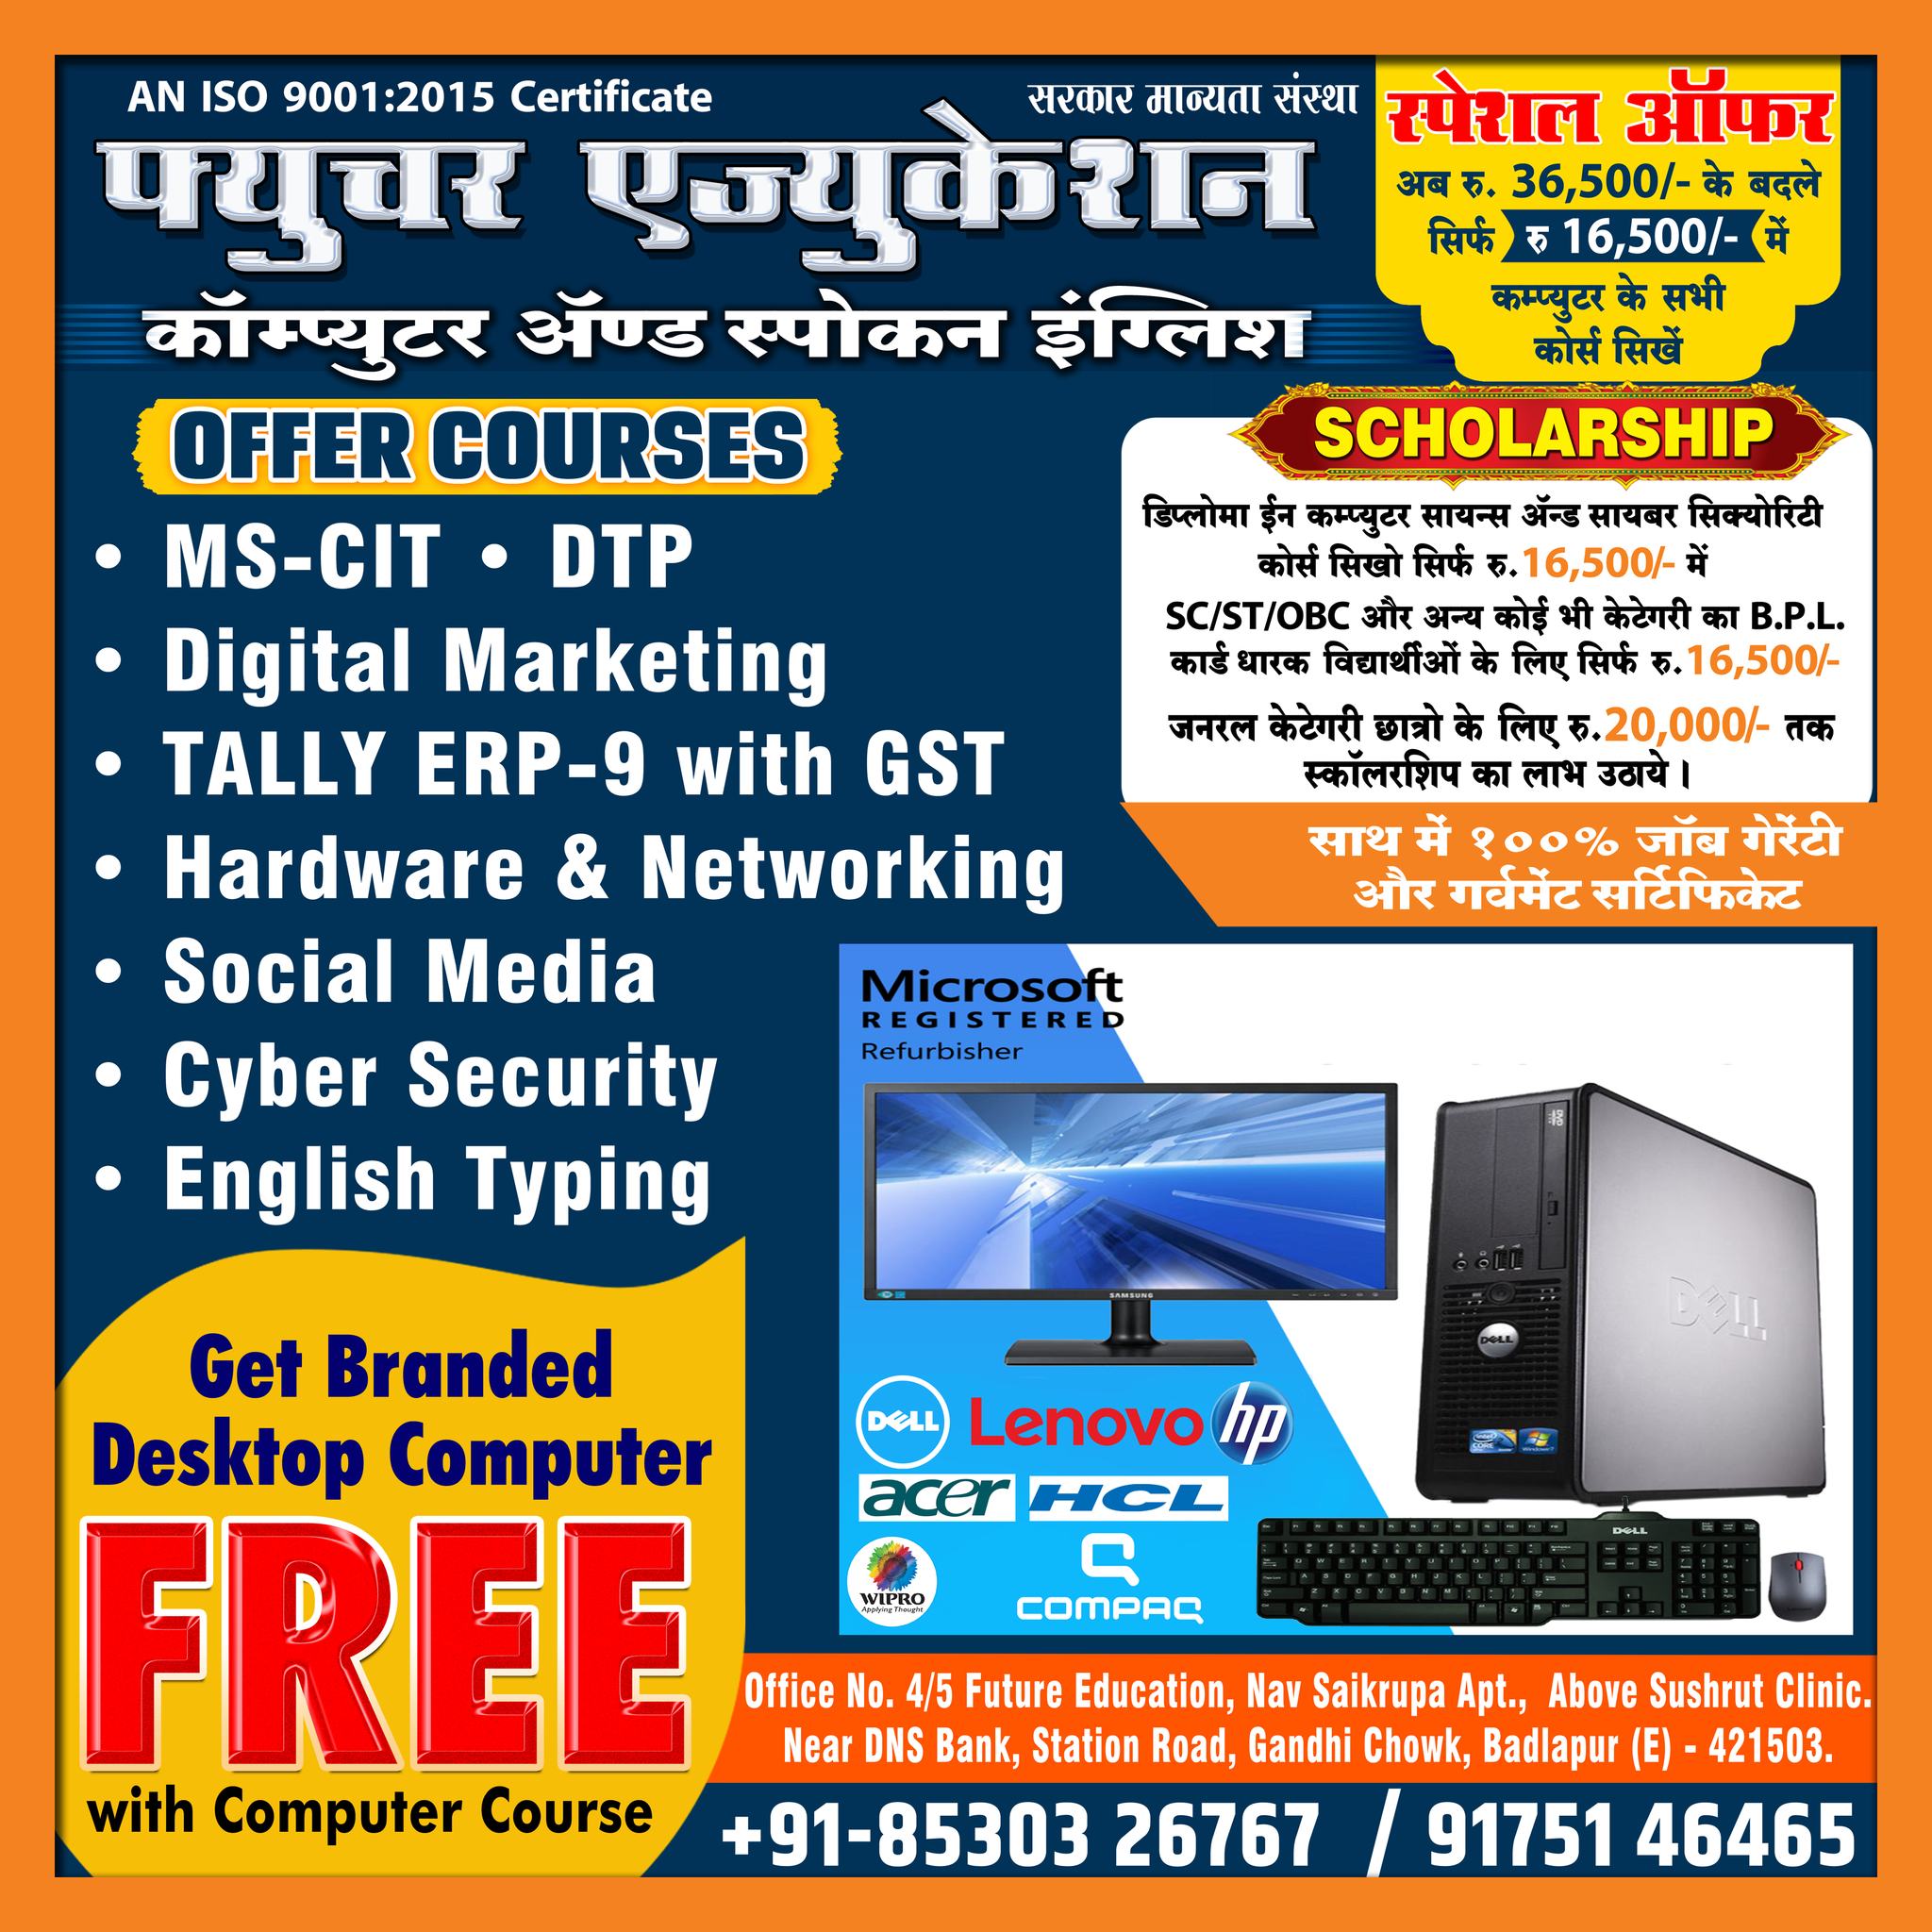 AN ISO 9001:2015 Certificate
सरकार मान्यता संस्था
फ्युचर एज्युकेशन
कॉम्प्युटर ॲण्ड स्पोकन इंग्लिश
स्पेशल ऑफर
अब रु. 36,500/- के बदले
सिर्फ रु 16,500/- में
कम्प्युटर के सभी
कोर्स सिखें
OFFER COURSES
• MS-CIT • DTP
• Digital Marketing
• TALLY ERP-9 with GST
• Hardware & Networking
• Social Media
• Cyber Security
• English Typing
SCHOLARSHIP
डिप्लोमा ईन कम्प्युटर सायन्स ॲन्ड सायबर सिक्योरिटी
कोर्स सिखो सिर्फ रु.16,500/- में
SC/ST/OBC और अन्य कोई भी केटेगरी का B.P.L.
कार्ड धारक विद्यार्थीओं के लिए सिर्फ रु.16,500/-
जनरल केटेगरी छात्रो के लिए रु.20,000/- तक
स्कॉलरशिप का लाभ उठाये।
साथ में १००% जॉब गेरेंटी
और गर्वमेंट सर्टिफिकेट
Microsoft
REGISTERED
Refurbisher
SAMSUNG
DELL
DELL
DELL Lenovo hp
acer HCL
WIPRO
Applying Thought
COMPAQ
DELL
Get Branded
Desktop Computer
FREE
with Computer Course
Office No. 4/5 Future Education, Nav Saikrupa Apt., Above Sushrut Clinic.
Near DNS Bank, Station Road, Gandhi Chowk, Badlapur (E) - 421503.
+91-85303 26767 / 91751 46465